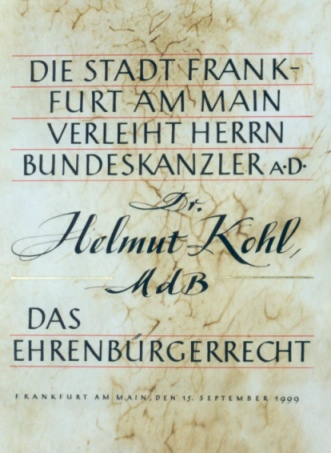 DIE STADT FRANK-
FURT AM MAIN
VERLEIHT HERRN
BUNDESKANZLER A·D·
Dr.
Helmut Kohl,
MdB
DAS
EHRENBÜRGERRECHT
FRANKFURT AM MAIN, DEN 15. SEPTEMBER 1999